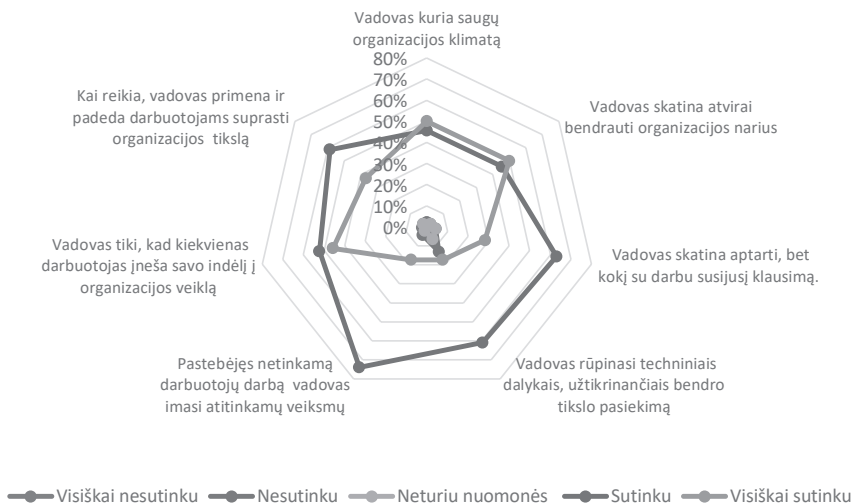 Vadovas kuria saugų
organizacijos klimatą
80%
70%
60%
50%
40%
30%
20%
10%
0%
Vadovas skatina atvirai
bendrauti organizacijos narius
Vadovas skatina aptarti, bet
kokį su darbu susijusį klausimą.
Vadovas rūpinasi techniniais
dalykais, užtikrinančiais bendro
tikslo pasiekimą
Pastebėjęs netinkamą
darbuotojų darbą vadovas
imasi atitinkamų veiksmų
Vadovas tiki, kad kiekvienas
darbuotojas įneša savo indėlį į
organizacijos veiklą
Kai reikia, vadovas primena ir
padeda darbuotojams suprasti
organizacijos tikslą
Visiškai nesutinku Nesutinku Neturiu nuomonės Sutinku Visiškai sutinku